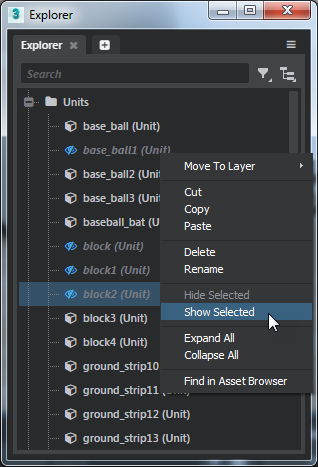 3 Explorer
Explorer
Search
Units
base_ball (Unit)
base_ball1 (Unit)
base_ball2 (Unit)
base_ball3 (Unit)
baseball_bat (Unit)
block (Unit)
block1 (Unit)
block2 (Unit)
block3 (Unit)
block4 (Unit)
ground_strip10
ground_strip11 (Unit)
ground_strip12 (Unit)
ground_strip13 (Unit)
Move To Layer
Cut
Copy
Paste
Delete
Rename
Hide Selected
Show Selected
Expand All
Collapse All
Find in Asset Browser